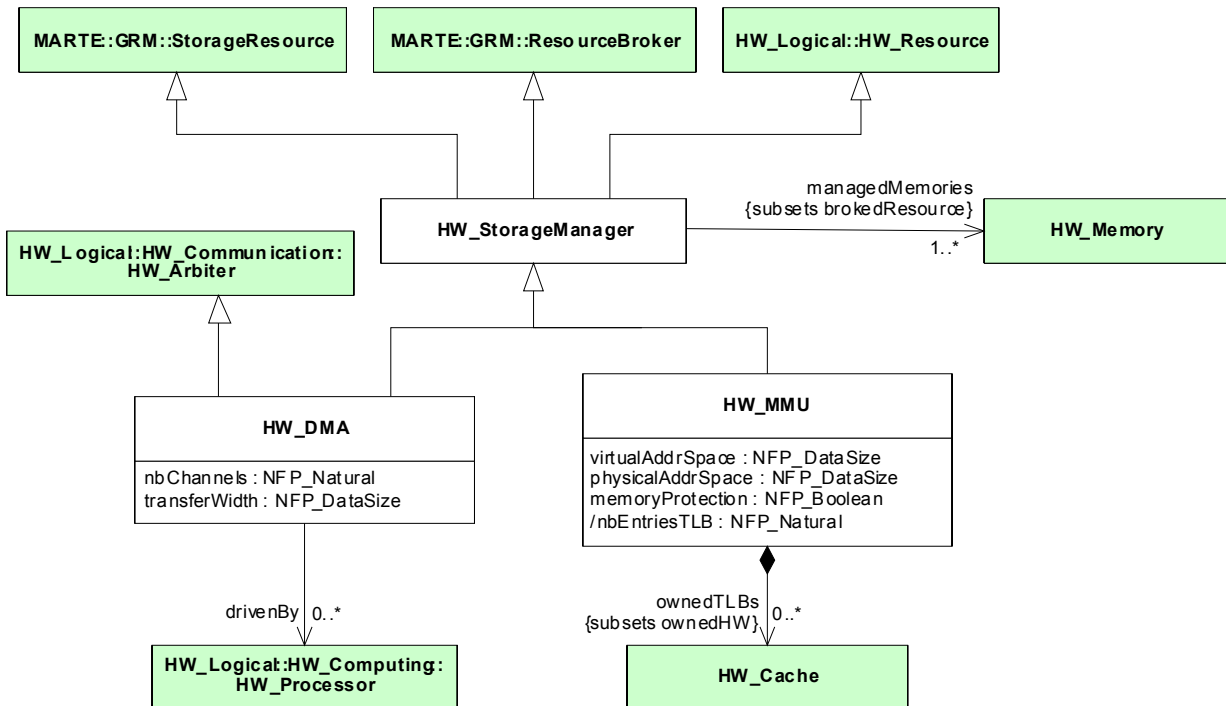 MARTE::GRM::StorageResource
MARTE::GRM::ResourceBroker
HW_Logical::HW_Resource
managedMemories
{subsets brokedResource}
HW_StorageManager
1..*
HW_Memory
HW_Logical::HW_Communication::
HW_Arbiter
HW_DMA
nbChannels : NFP_Natural
transferWidth : NFP_DataSize
HW_MMU
virtualAddrSpace : NFP_DataSize
physicalAddrSpace : NFP_DataSize
memoryProtection : NFP_Boolean
/nbEntriesTLB : NFP_Natural
drivenBy
0..*
ownedTLBs
{subsets ownedHW}
0..*
HW_Logical::HW_Computing::
HW_Processor
HW_Cache